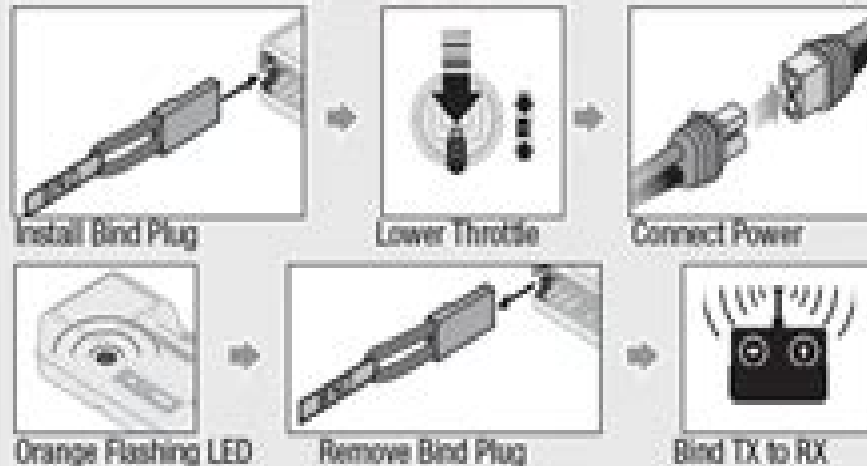 Install Bind Plug
Lower Throttle
Connect Power
Orange Flashing LED
Remove Bind Plug
Bind TX to RX